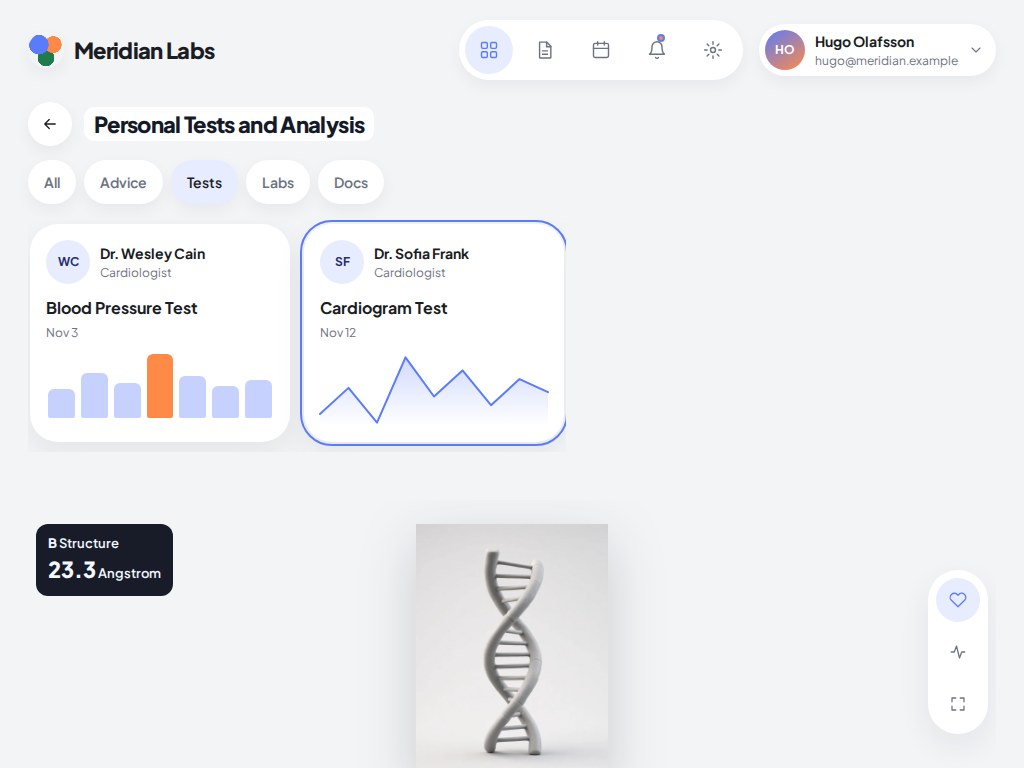 Meridian Labs
HO
Hugo Olafsson
hugo@meridian.example
Personal Tests and Analysis
All
Advice
Tests
Labs
Docs
WC
Dr. Wesley Cain
Cardiologist
Blood Pressure Test
Nov 3
SF
Dr. Sofia Frank
Cardiologist
Cardiogram Test
Nov 12
B Structure
23.3 Angstrom